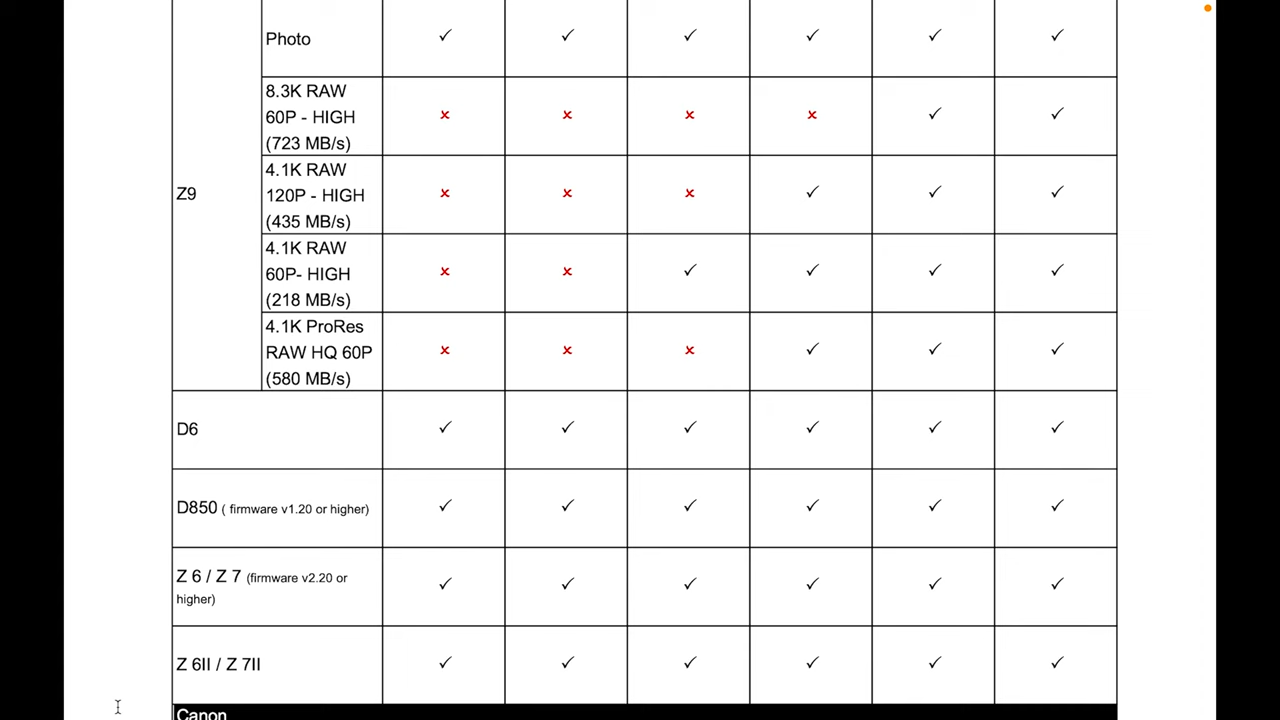 Photo ✓ ✓ ✓ ✓ ✓ ✓
8.3K RAW
60P - HIGH
(723 MB/s)
× × × × ✓ ✓
Z9
4.1K RAW
120P - HIGH
(435 MB/s)
× × × ✓ ✓ ✓
4.1K RAW
60P- HIGH
(218 MB/s)
× × ✓ ✓ ✓ ✓
4.1K ProRes
RAW HQ 60P
(580 MB/s)
× × × ✓ ✓ ✓
D6 ✓ ✓ ✓ ✓ ✓ ✓
D850 ( firmware v1.20 or higher) ✓ ✓ ✓ ✓ ✓ ✓
Z 6 / Z 7 (firmware v2.20 or
higher)
✓ ✓ ✓ ✓ ✓ ✓
Z 6II / Z 7II ✓ ✓ ✓ ✓ ✓ ✓
Canon